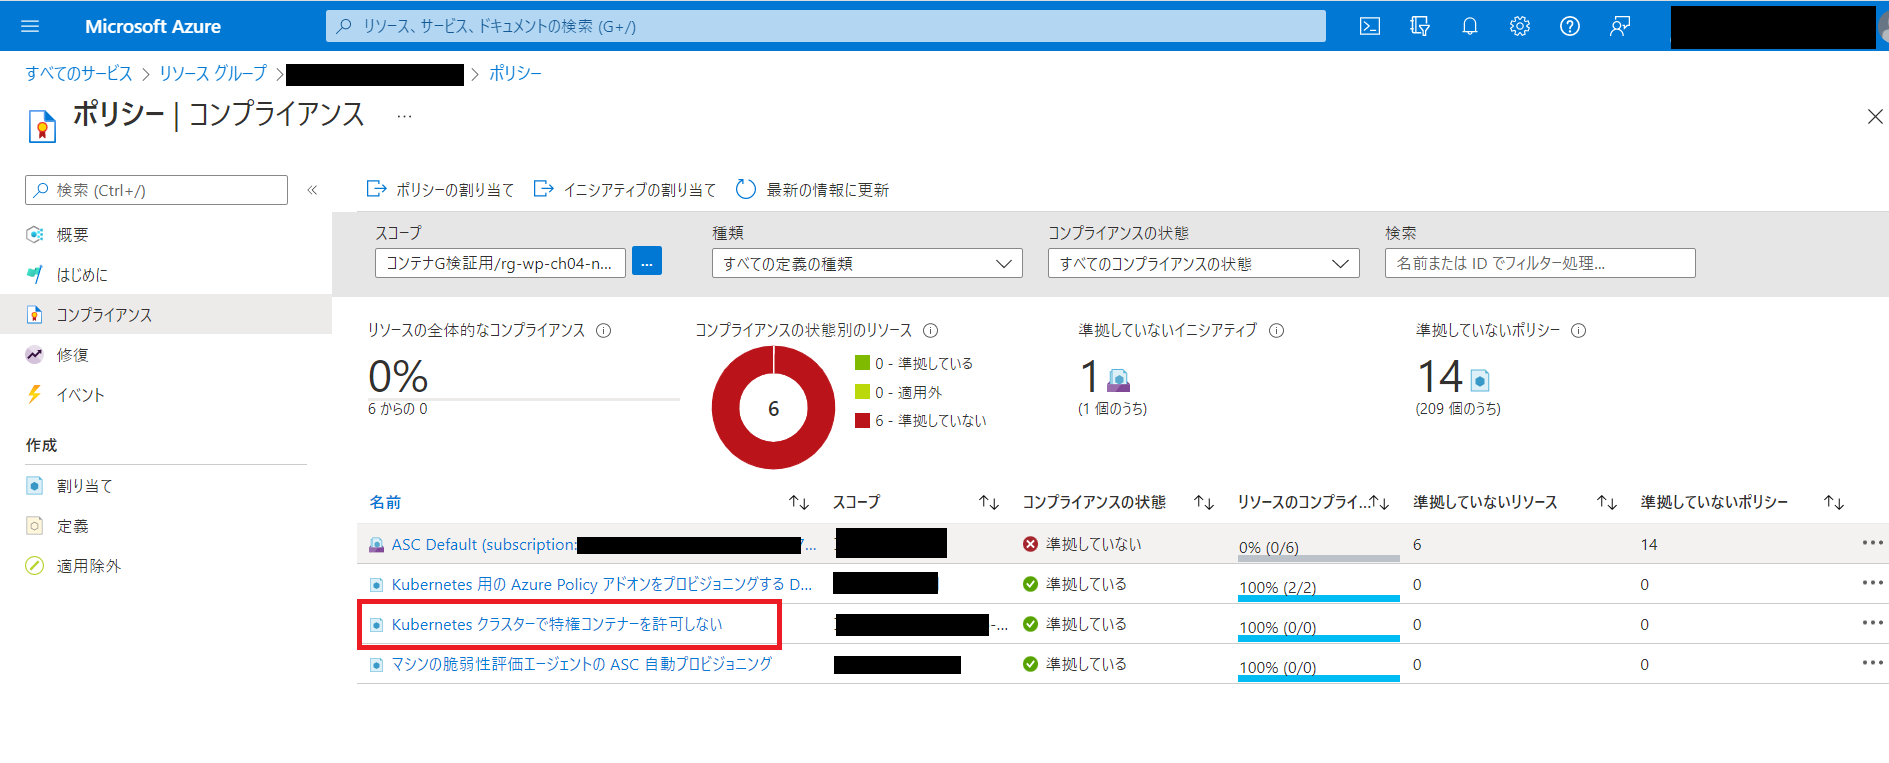 Microsoft Azure
リソース、サービス、ドキュメントの検索 (G+/)
すべてのサービス > リソース グループ > > ポリシー
ポリシー | コンプライアンス ...
検索 (Ctrl+/) «
概要
はじめに
コンプライアンス
修復
イベント
作成
割り当て
定義
適用除外
ポリシーの割り当て イニシアティブの割り当て 最新の情報に更新
スコープ 種類 コンプライアンスの状態 検索
コンテナG検証用/rg-wp-ch04-n... ... すべての定義の種類 すべてのコンプライアンスの状態 名前または ID でフィルター処理...
リソースの全体的なコンプライアンス コンプライアンスの状態別のリソース 準拠していないイニシアティブ 準拠していないポリシー
0%
6 からの 0
6
0 - 準拠している
0 - 適用外
6 - 準拠していない
1
(1 個のうち)
14
(209 個のうち)
名前 スコープ コンプライアンスの状態 リソースのコンプライ... 準拠していないリソース 準拠していないポリシー
ASC Default (subscription: ... 準拠していない 0% (0/6) 6 14 ...
Kubernetes 用の Azure Policy アドオンをプロビジョニングする D... 準拠している 100% (2/2) 0 0 ...
Kubernetes クラスターで特権コンテナーを許可しない -... 準拠している 100% (0/0) 0 0 ...
マシンの脆弱性評価エージェントの ASC 自動プロビジョニング 準拠している 100% (0/0) 0 0 ...